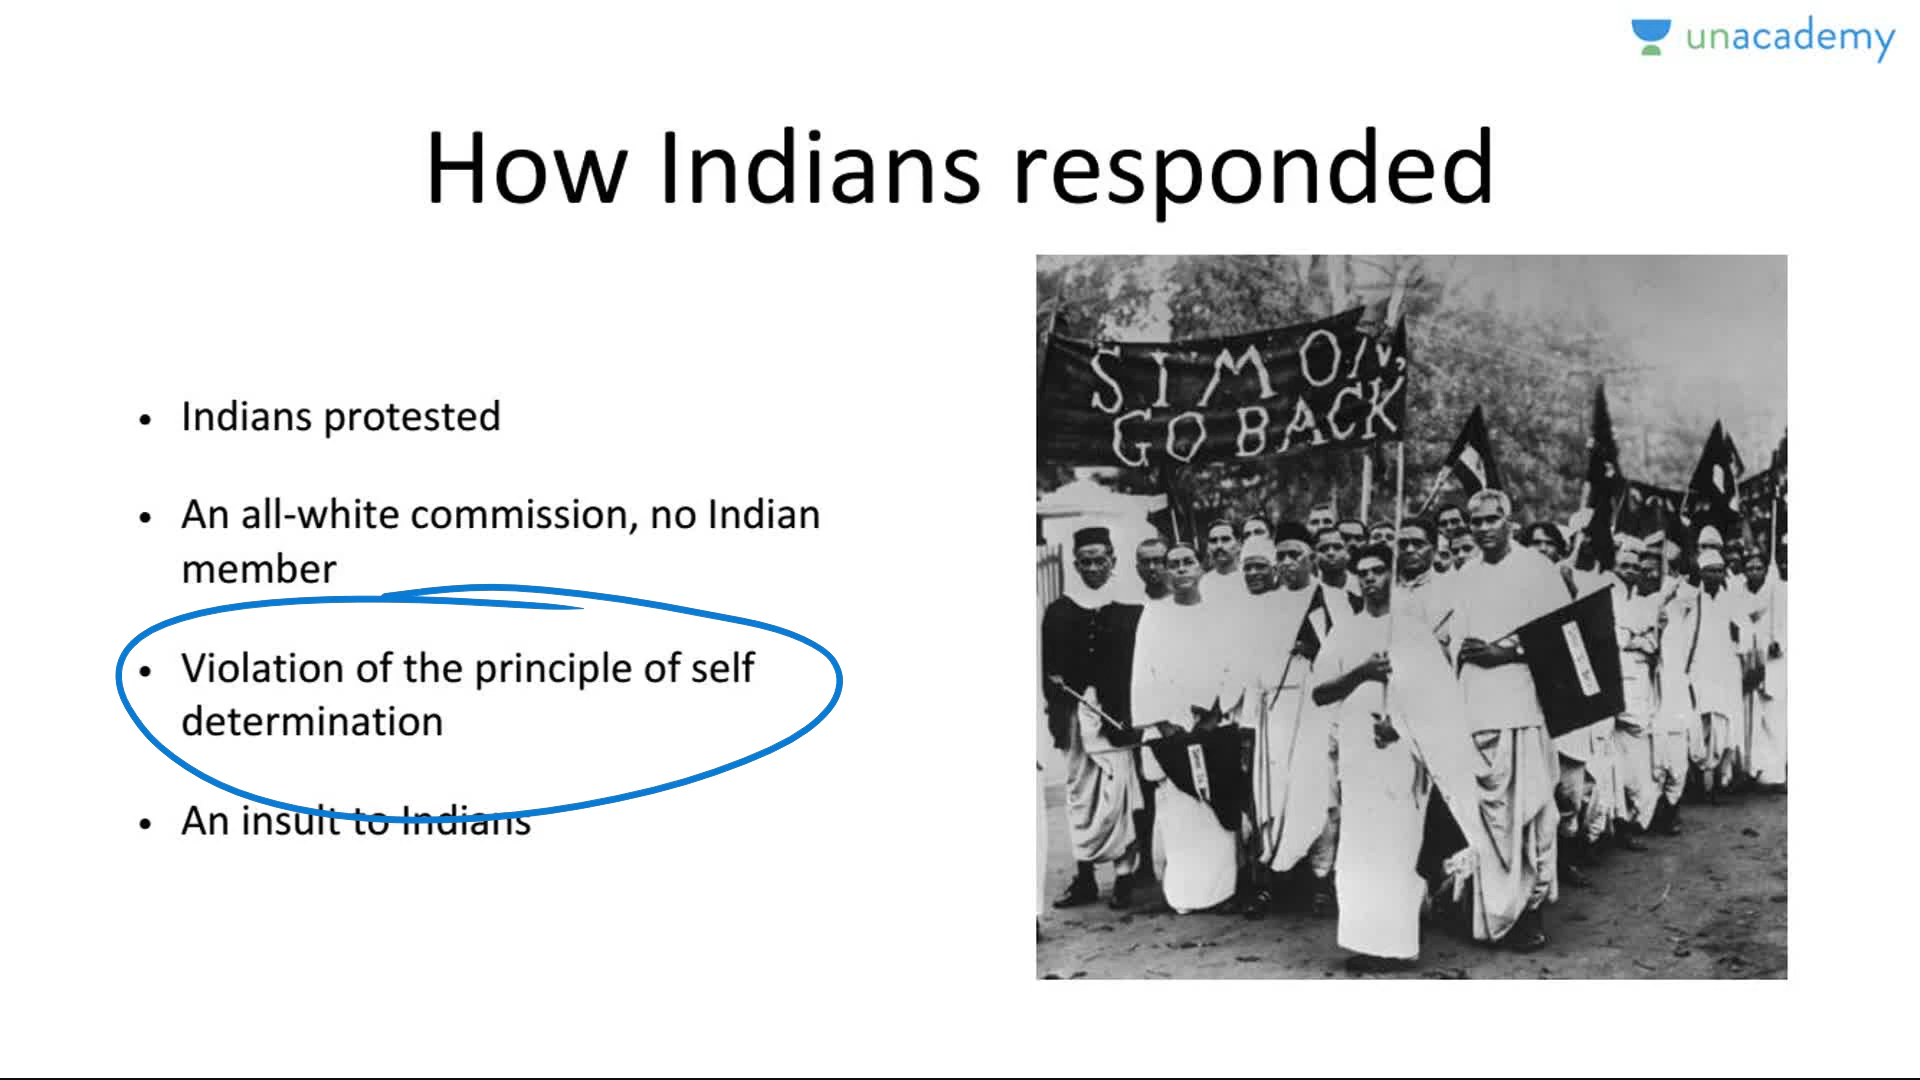 unacademy
How Indians responded
• Indians protested
• An all-white commission, no Indian
member
• Violation of the principle of self
determination
• An insult to Indians
SIMON,
GO BACK